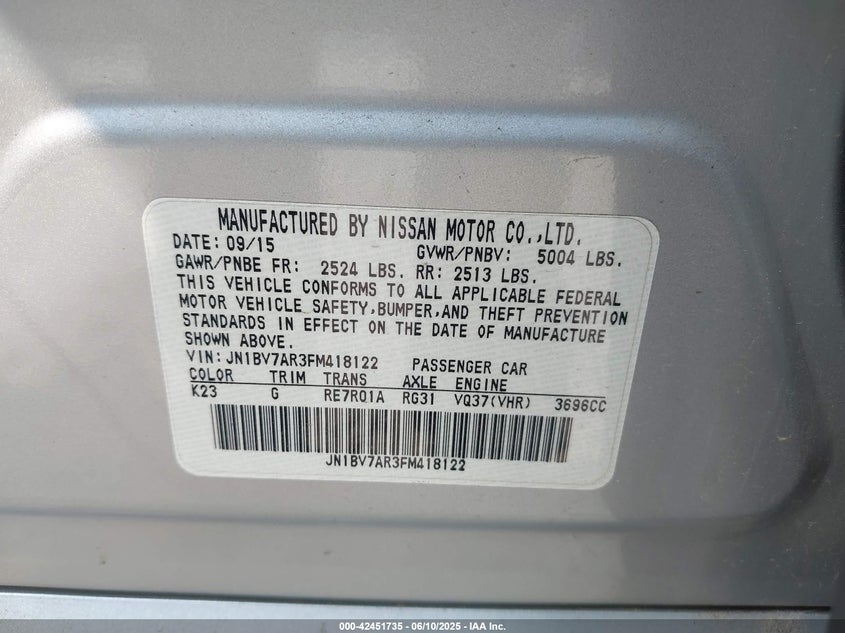 MANUFACTURED BY NISSAN MOTOR CO.,LTD.
DATE: 09/15 GVWR/PNBV: 5004 LBS.
GAWR/PNBE FR: 2524 LBS. RR: 2513 LBS.
THIS VEHICLE CONFORMS TO ALL APPLICABLE FEDERAL
MOTOR VEHICLE SAFETY,BUMPER,AND THEFT PREVENTION
STANDARDS IN EFFECT ON THE DATE OF MANUFACTURE
SHOWN ABOVE.
VIN: JN1BV7AR3FM418122 PASSENGER CAR
COLOR TRIM TRANS AXLE ENGINE
K23 G RE7R01A RG31 VQ37(VHR) 3696CC
JN1BV7AR3FM418122
000-42451735 - 06/10/2025 - IAA Inc.